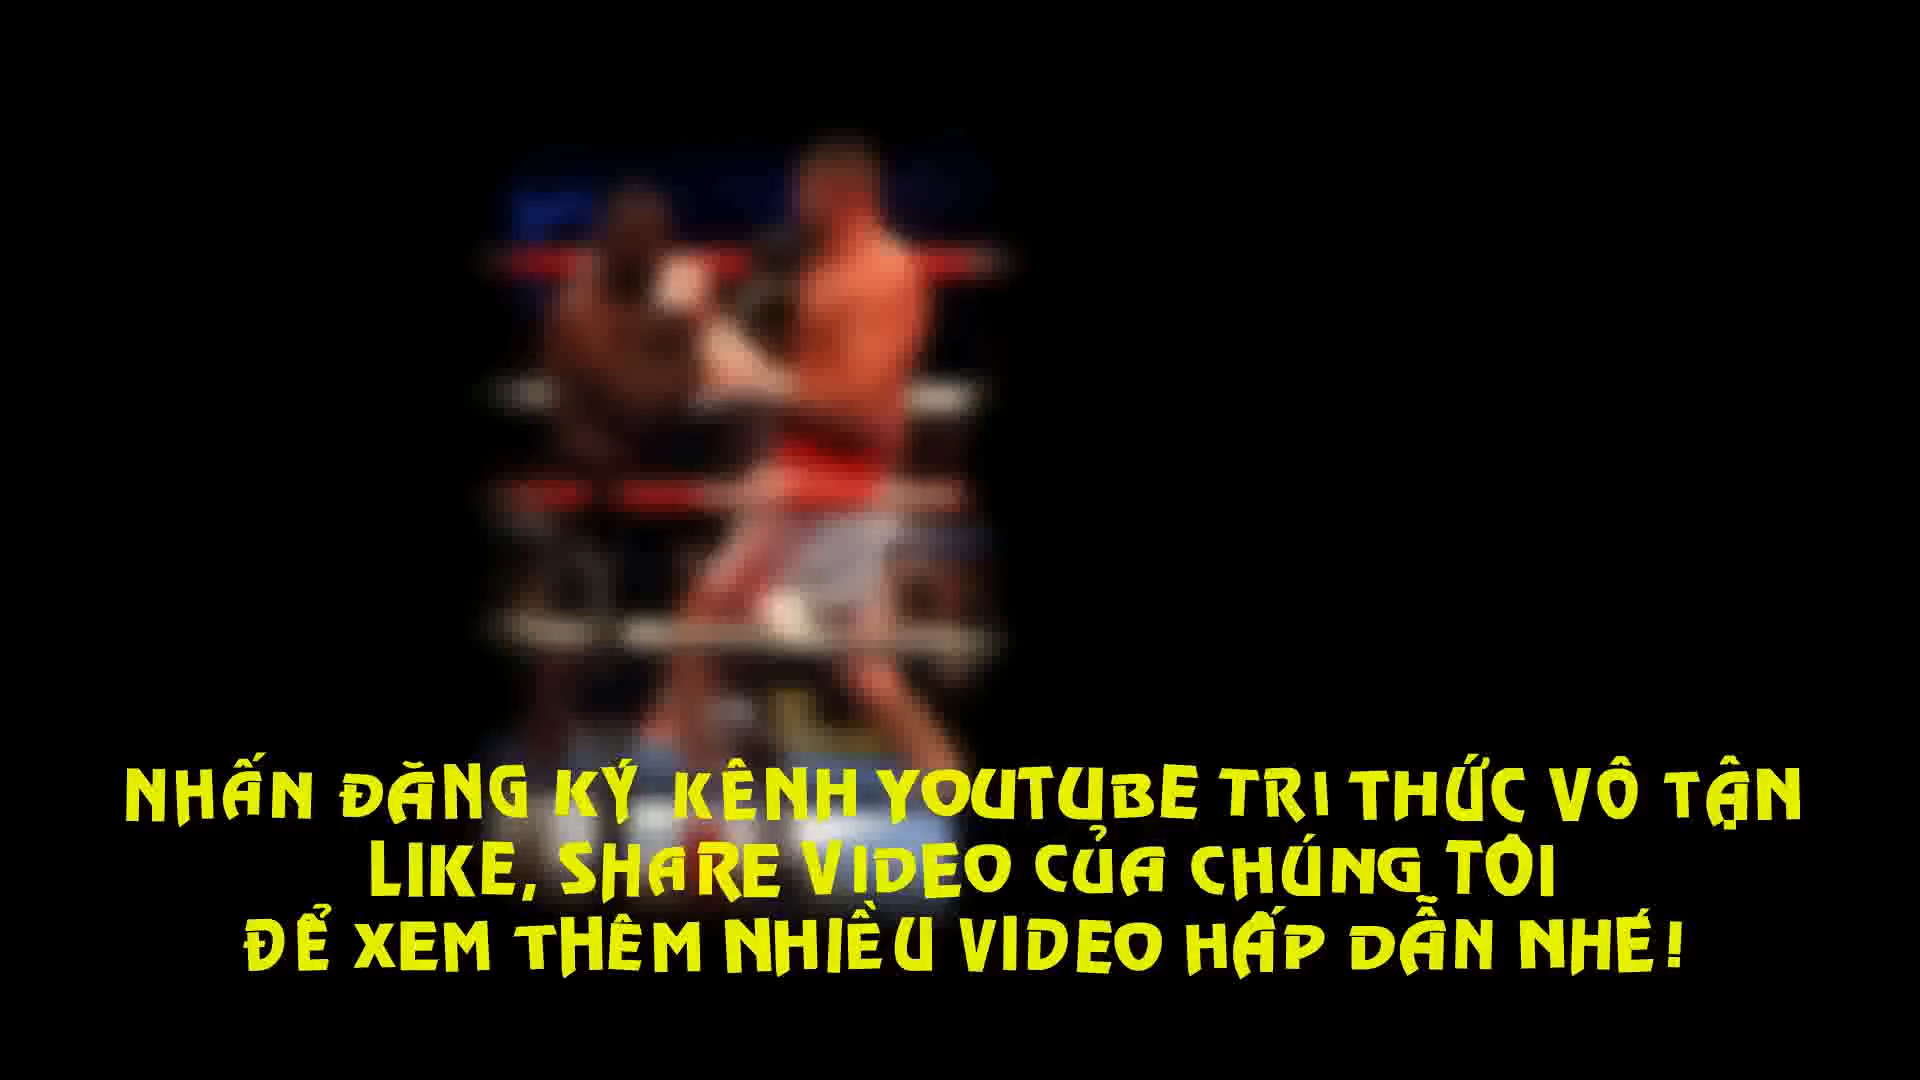 NHẤN ĐĂNG KÝ KÊNH YOUTUBE TRI THỨC VÔ TẬN
LIKE, SHARE VIDEO CỦA CHÚNG TÔI
ĐỂ XEM THÊM NHIỀU VIDEO HẤP DẪN NHÉ!